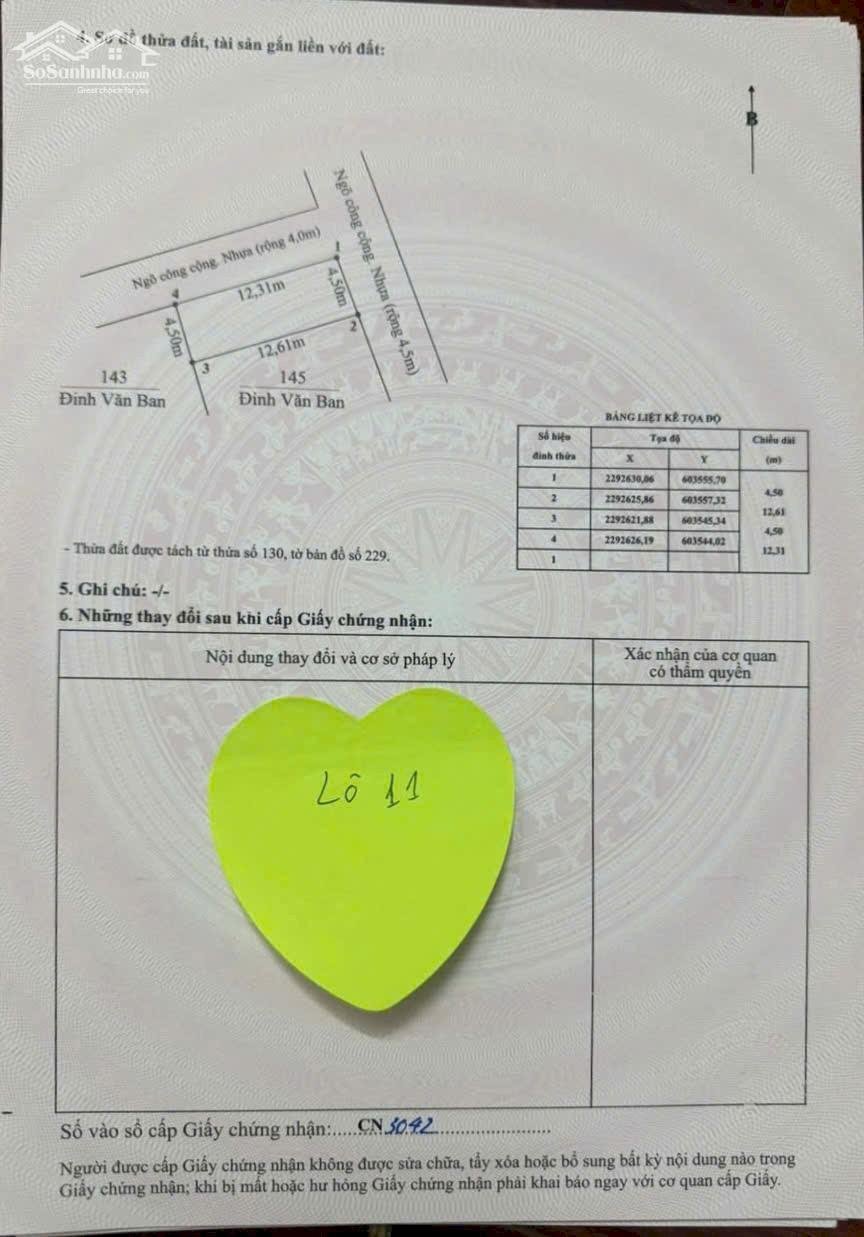 4. Sơ đồ thửa đất, tài sản gắn liền với đất:
SoSanhnha.com
Great choice for you
B
Ngõ công cộng. Nhựa (rộng 4,0m)
Ngõ công cộng. Nhựa (rộng 4,5m)
1
4
12,31m
4,50m
2
4,50m
12,61m
3
143
Đinh Văn Ban
145
Đinh Văn Ban
BẢNG LIỆT KÊ TỌA ĐỘ
Số hiệu đỉnh thửa Tọa độ Chiều dài (m)
X Y
1 2292630,06 603555,70
4,50
2 2292625,86 603557,32
12,61
3 2292621,88 603545,34
4,50
4 2292626,19 603544,02
12,31
1
- Thửa đất được tách từ thửa số 130, tờ bản đồ số 229.
5. Ghi chú: -/-
6. Những thay đổi sau khi cấp Giấy chứng nhận:
Nội dung thay đổi và cơ sở pháp lý
Xác nhận của cơ quan
có thẩm quyền
Lô 11
Số vào sổ cấp Giấy chứng nhận:.....CN 5042.....................
Người được cấp Giấy chứng nhận không được sửa chữa, tẩy xóa hoặc bổ sung bất kỳ nội dung nào trong
Giấy chứng nhận; khi bị mất hoặc hư hỏng Giấy chứng nhận phải khai báo ngay với cơ quan cấp Giấy.